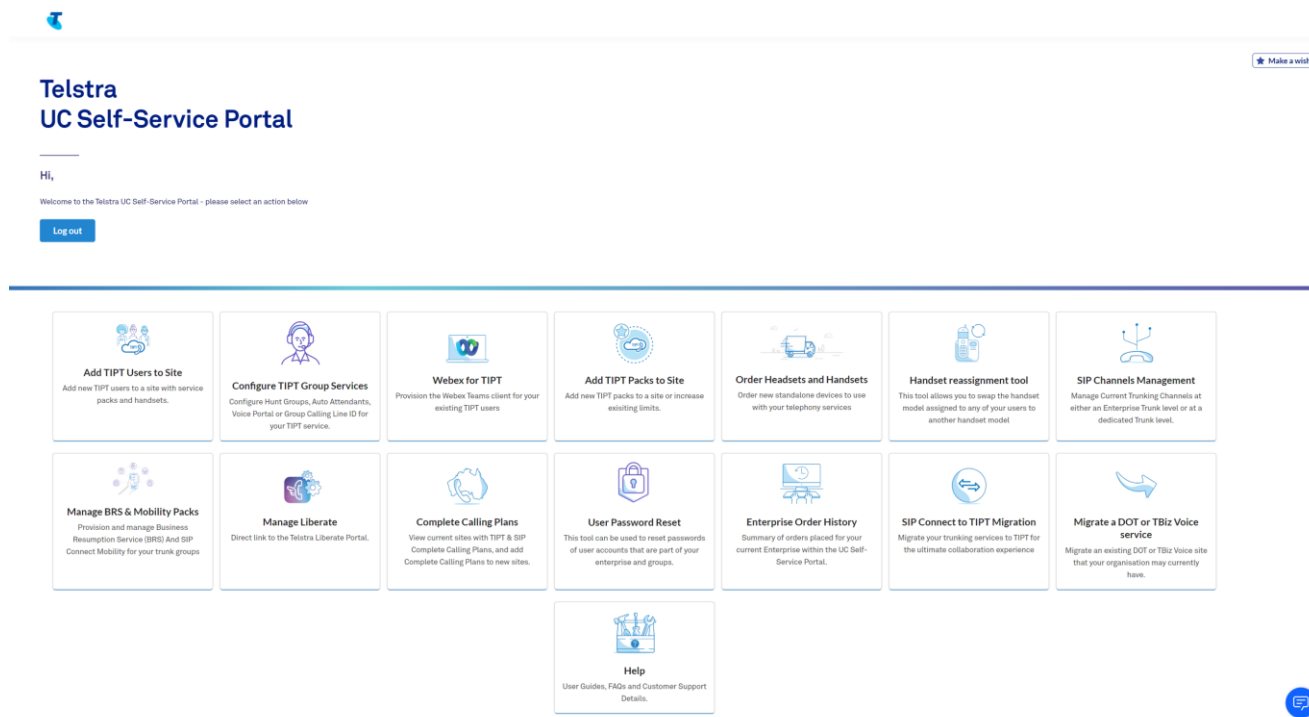 Make a wish
Telstra
UC Self-Service Portal
Hi,
Welcome to the Telstra UC Self-Service Portal - please select an action below
Log out
Add TIPT Users to Site
Add new TIPT users to a site with service
packs and handsets.
Configure TIPT Group Services
Configure Hunt Groups, Auto Attendants,
Voice Portal or Group Calling Line ID for
your TIPT service.
Webex for TIPT
Provision the Webex Teams client for your
existing TIPT users
Add TIPT Packs to Site
Add new TIPT packs to a site or increase
exisiting limits.
Order Headsets and Handsets
Order new standalone devices to use
with your telephony services
Handset reassignment tool
This tool allows you to swap the handset
model assigned to any of your users to
another handset model
SIP Channels Management
Manage Current Trunking Channels at
either an Enterprise Trunk level or at a
dedicated Trunk level.
Manage BRS & Mobility Packs
Provision and manage Business
Resumption Service (BRS) And SIP
Connect Mobility for your trunk groups
Manage Liberate
Direct link to the Telstra Liberate Portal.
Complete Calling Plans
View current sites with TIPT & SIP
Complete Calling Plans, and add
Complete Calling Plans to new sites.
User Password Reset
This tool can be used to reset passwords
of user accounts that are part of your
enterprise and groups.
Enterprise Order History
Summary of orders placed for your
current Enterprise within the UC Self-
Service Portal.
SIP Connect to TIPT Migration
Migrate your trunking services to TIPT for
the ultimate collaboration experience
Migrate a DOT or TBiz Voice
service
Migrate an existing DOT or TBiz Voice site
that your organisation may currently
have.
Help
User Guides, FAQs and Customer Support
Details.